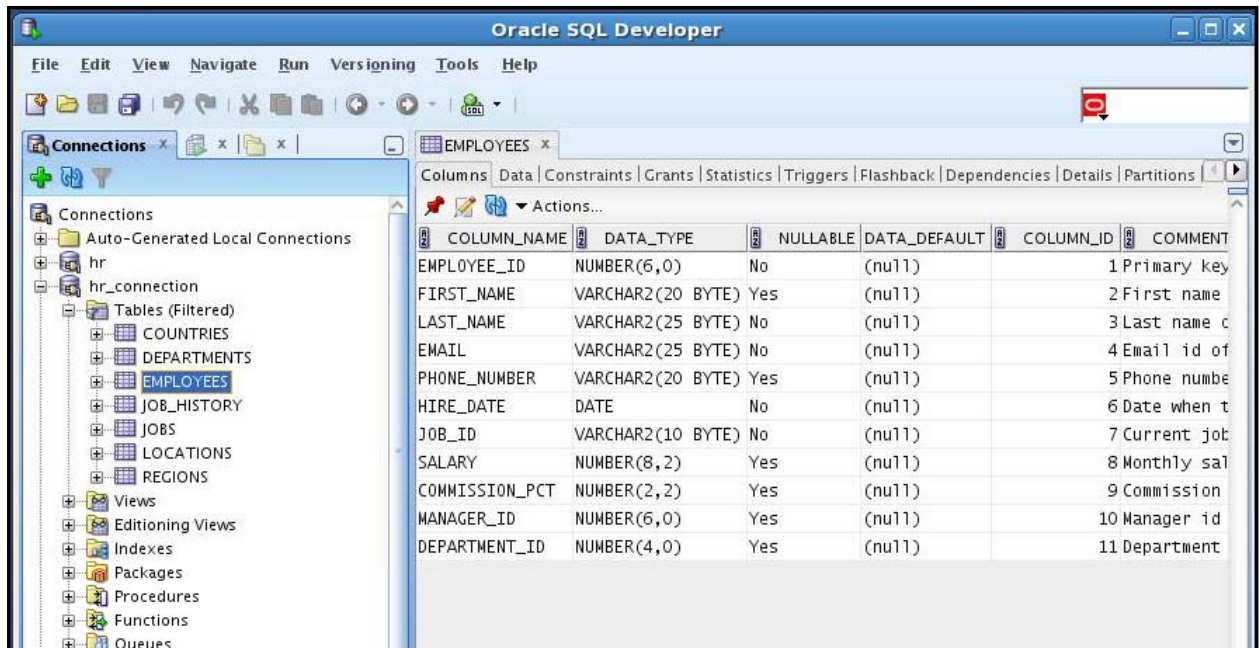 Oracle SQL Developer
File Edit View Navigate Run Versioning Tools Help
SQL
Connections
EMPLOYEES
Columns Data Constraints Grants Statistics Triggers Flashback Dependencies Details Partitions
Actions...
Connections
Auto-Generated Local Connections
hr
hr_connection
Tables (Filtered)
COUNTRIES
DEPARTMENTS
EMPLOYEES
JOB_HISTORY
JOBS
LOCATIONS
REGIONS
Views
Editioning Views
Indexes
Packages
Procedures
Functions
Queues
COLUMN_NAME DATA_TYPE NULLABLE DATA_DEFAULT COLUMN_ID COMMENT
EMPLOYEE_ID NUMBER(6,0) No (null) 1 Primary key
FIRST_NAME VARCHAR2(20 BYTE) Yes (null) 2 First name
LAST_NAME VARCHAR2(25 BYTE) No (null) 3 Last name o
EMAIL VARCHAR2(25 BYTE) No (null) 4 Email id of
PHONE_NUMBER VARCHAR2(20 BYTE) Yes (null) 5 Phone numbe
HIRE_DATE DATE No (null) 6 Date when t
JOB_ID VARCHAR2(10 BYTE) No (null) 7 Current job
SALARY NUMBER(8,2) Yes (null) 8 Monthly sal
COMMISSION_PCT NUMBER(2,2) Yes (null) 9 Commission
MANAGER_ID NUMBER(6,0) Yes (null) 10 Manager id
DEPARTMENT_ID NUMBER(4,0) Yes (null) 11 Department